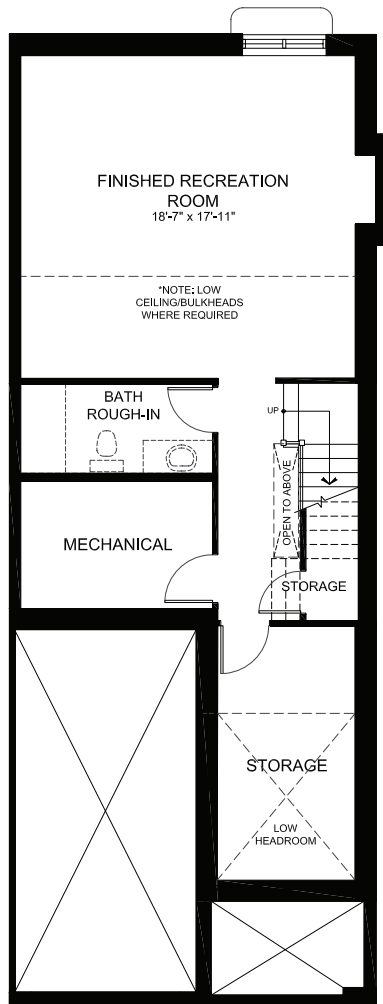 FINISHED RECREATION
ROOM
18'-7" x 17'-11"
*NOTE: LOW
CEILING/BULKHEADS
WHERE REQUIRED
BATH
ROUGH-IN
UP
OPEN TO ABOVE
MECHANICAL
STORAGE
STORAGE
LOW
HEADROOM